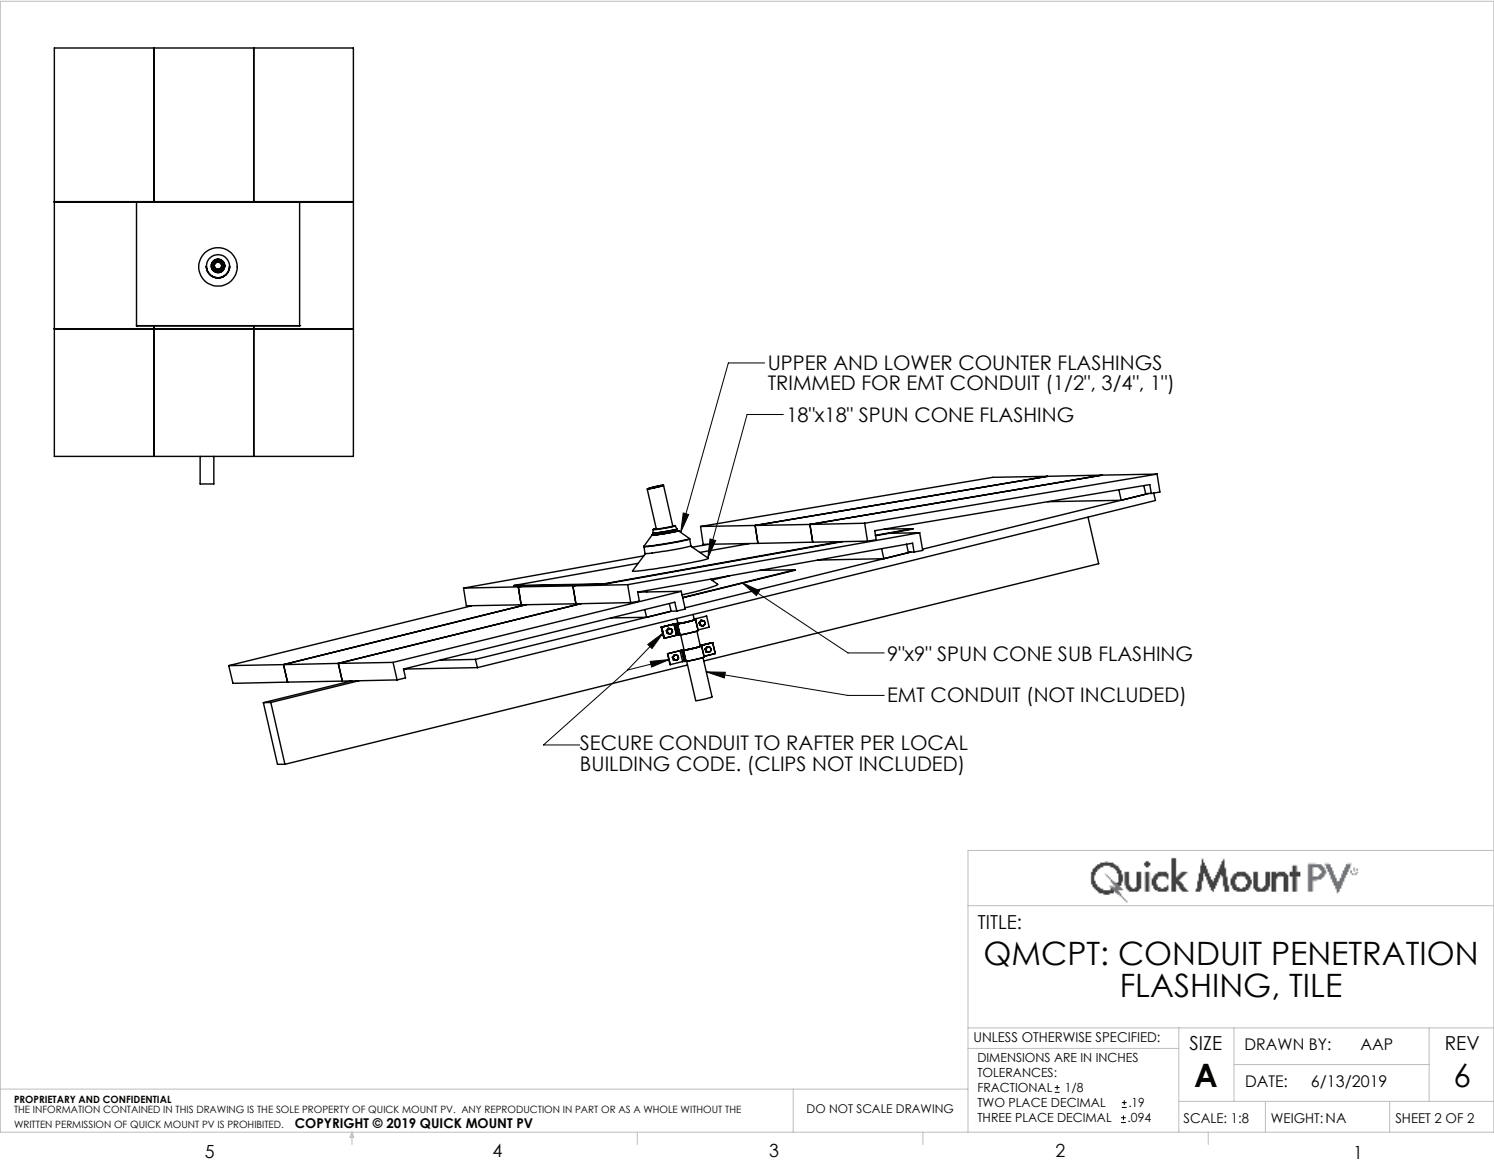 UPPER AND LOWER COUNTER FLASHINGS
TRIMMED FOR EMT CONDUIT (1/2", 3/4", 1")
18"x18" SPUN CONE FLASHING
9"x9" SPUN CONE SUB FLASHING
EMT CONDUIT (NOT INCLUDED)
SECURE CONDUIT TO RAFTER PER LOCAL
BUILDING CODE. (CLIPS NOT INCLUDED)
Quick Mount PV
TITLE:
QMCPT: CONDUIT PENETRATION
FLASHING, TILE
UNLESS OTHERWISE SPECIFIED:
DIMENSIONS ARE IN INCHES
TOLERANCES:
FRACTIONAL ± 1/8
TWO PLACE DECIMAL ±.19
THREE PLACE DECIMAL ±.094
SIZE
A
DRAWN BY: AAP
DATE: 6/13/2019
REV
6
SCALE: 1:8
WEIGHT: NA
SHEET 2 OF 2
PROPRIETARY AND CONFIDENTIAL
THE INFORMATION CONTAINED IN THIS DRAWING IS THE SOLE PROPERTY OF QUICK MOUNT PV. ANY REPRODUCTION IN PART OR AS A WHOLE WITHOUT THE
WRITTEN PERMISSION OF QUICK MOUNT PV IS PROHIBITED. COPYRIGHT © 2019 QUICK MOUNT PV
DO NOT SCALE DRAWING
5 4 3 2 1